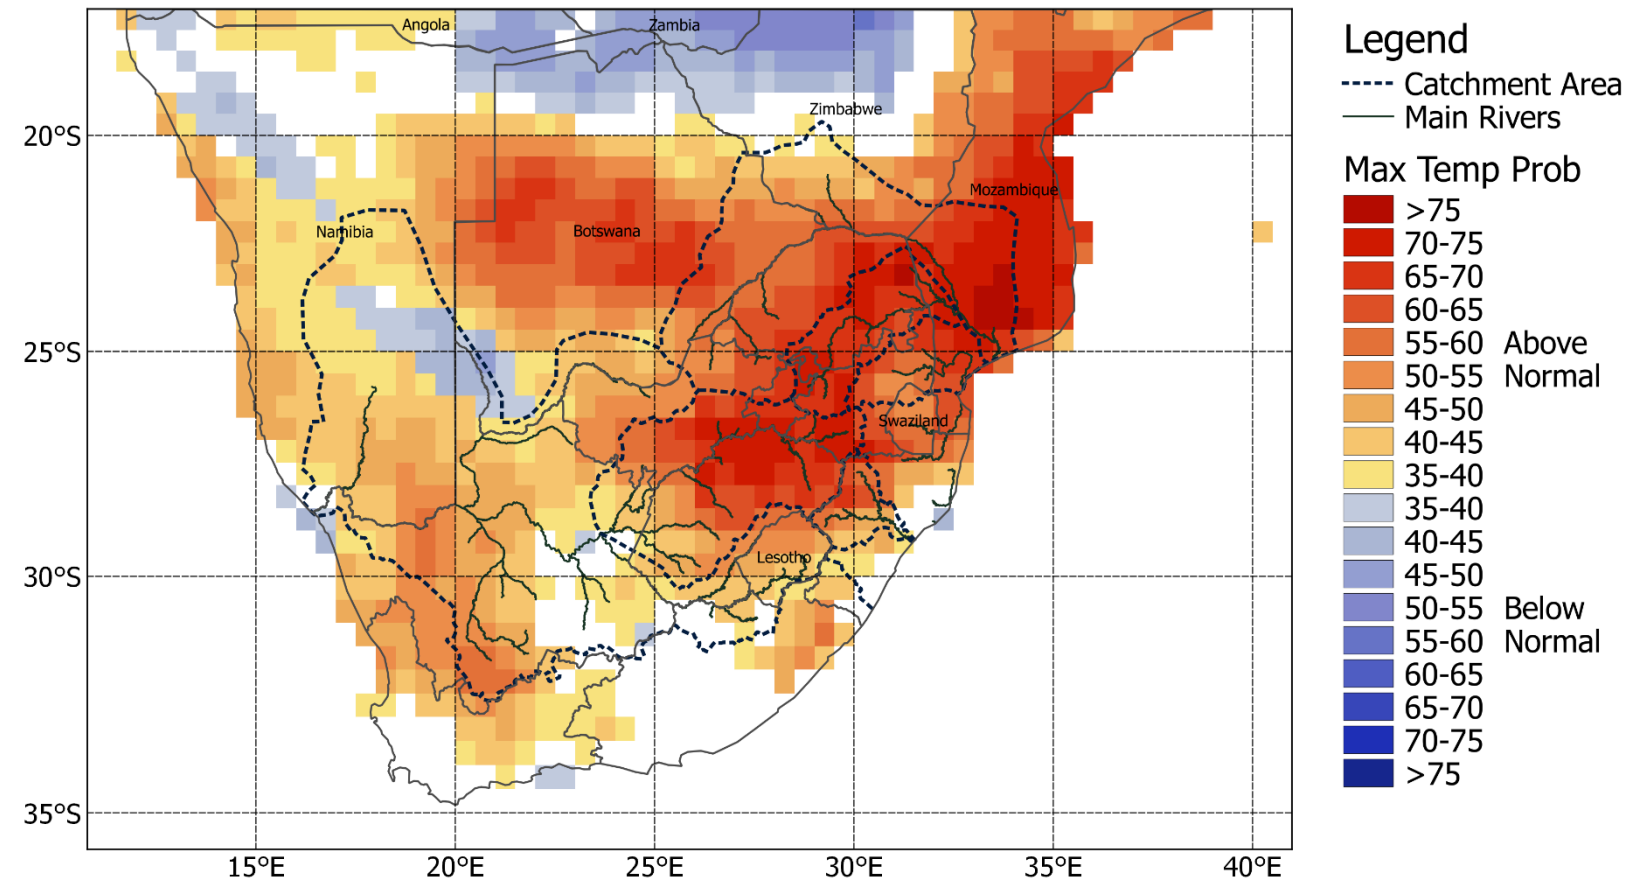 Angola
Zambia
Zimbabwe
Mozambique
Namibia
Botswana
Swaziland
Lesotho
20°S
25°S
30°S
35°S
15°E
20°E
25°E
30°E
35°E
40°E
Legend
Catchment Area
Main Rivers
Max Temp Prob
>75
70-75
65-70
60-65
55-60 Above
50-55 Normal
45-50
40-45
35-40
35-40
40-45
45-50
50-55 Below
55-60 Normal
60-65
65-70
70-75
>75